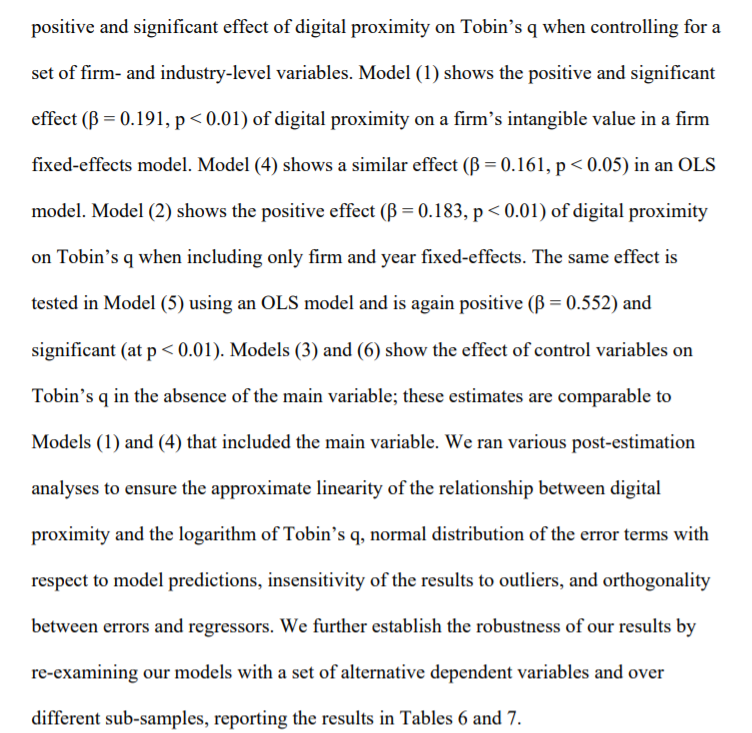 positive and significant effect of digital proximity on Tobin’s q when controlling for a
set of firm- and industry-level variables. Model (1) shows the positive and significant
effect (β = 0.191, p < 0.01) of digital proximity on a firm’s intangible value in a firm
fixed-effects model. Model (4) shows a similar effect (β = 0.161, p < 0.05) in an OLS
model. Model (2) shows the positive effect (β = 0.183, p < 0.01) of digital proximity
on Tobin’s q when including only firm and year fixed-effects. The same effect is
tested in Model (5) using an OLS model and is again positive (β = 0.552) and
significant (at p < 0.01). Models (3) and (6) show the effect of control variables on
Tobin’s q in the absence of the main variable; these estimates are comparable to
Models (1) and (4) that included the main variable. We ran various post-estimation
analyses to ensure the approximate linearity of the relationship between digital
proximity and the logarithm of Tobin’s q, normal distribution of the error terms with
respect to model predictions, insensitivity of the results to outliers, and orthogonality
between errors and regressors. We further establish the robustness of our results by
re-examining our models with a set of alternative dependent variables and over
different sub-samples, reporting the results in Tables 6 and 7.